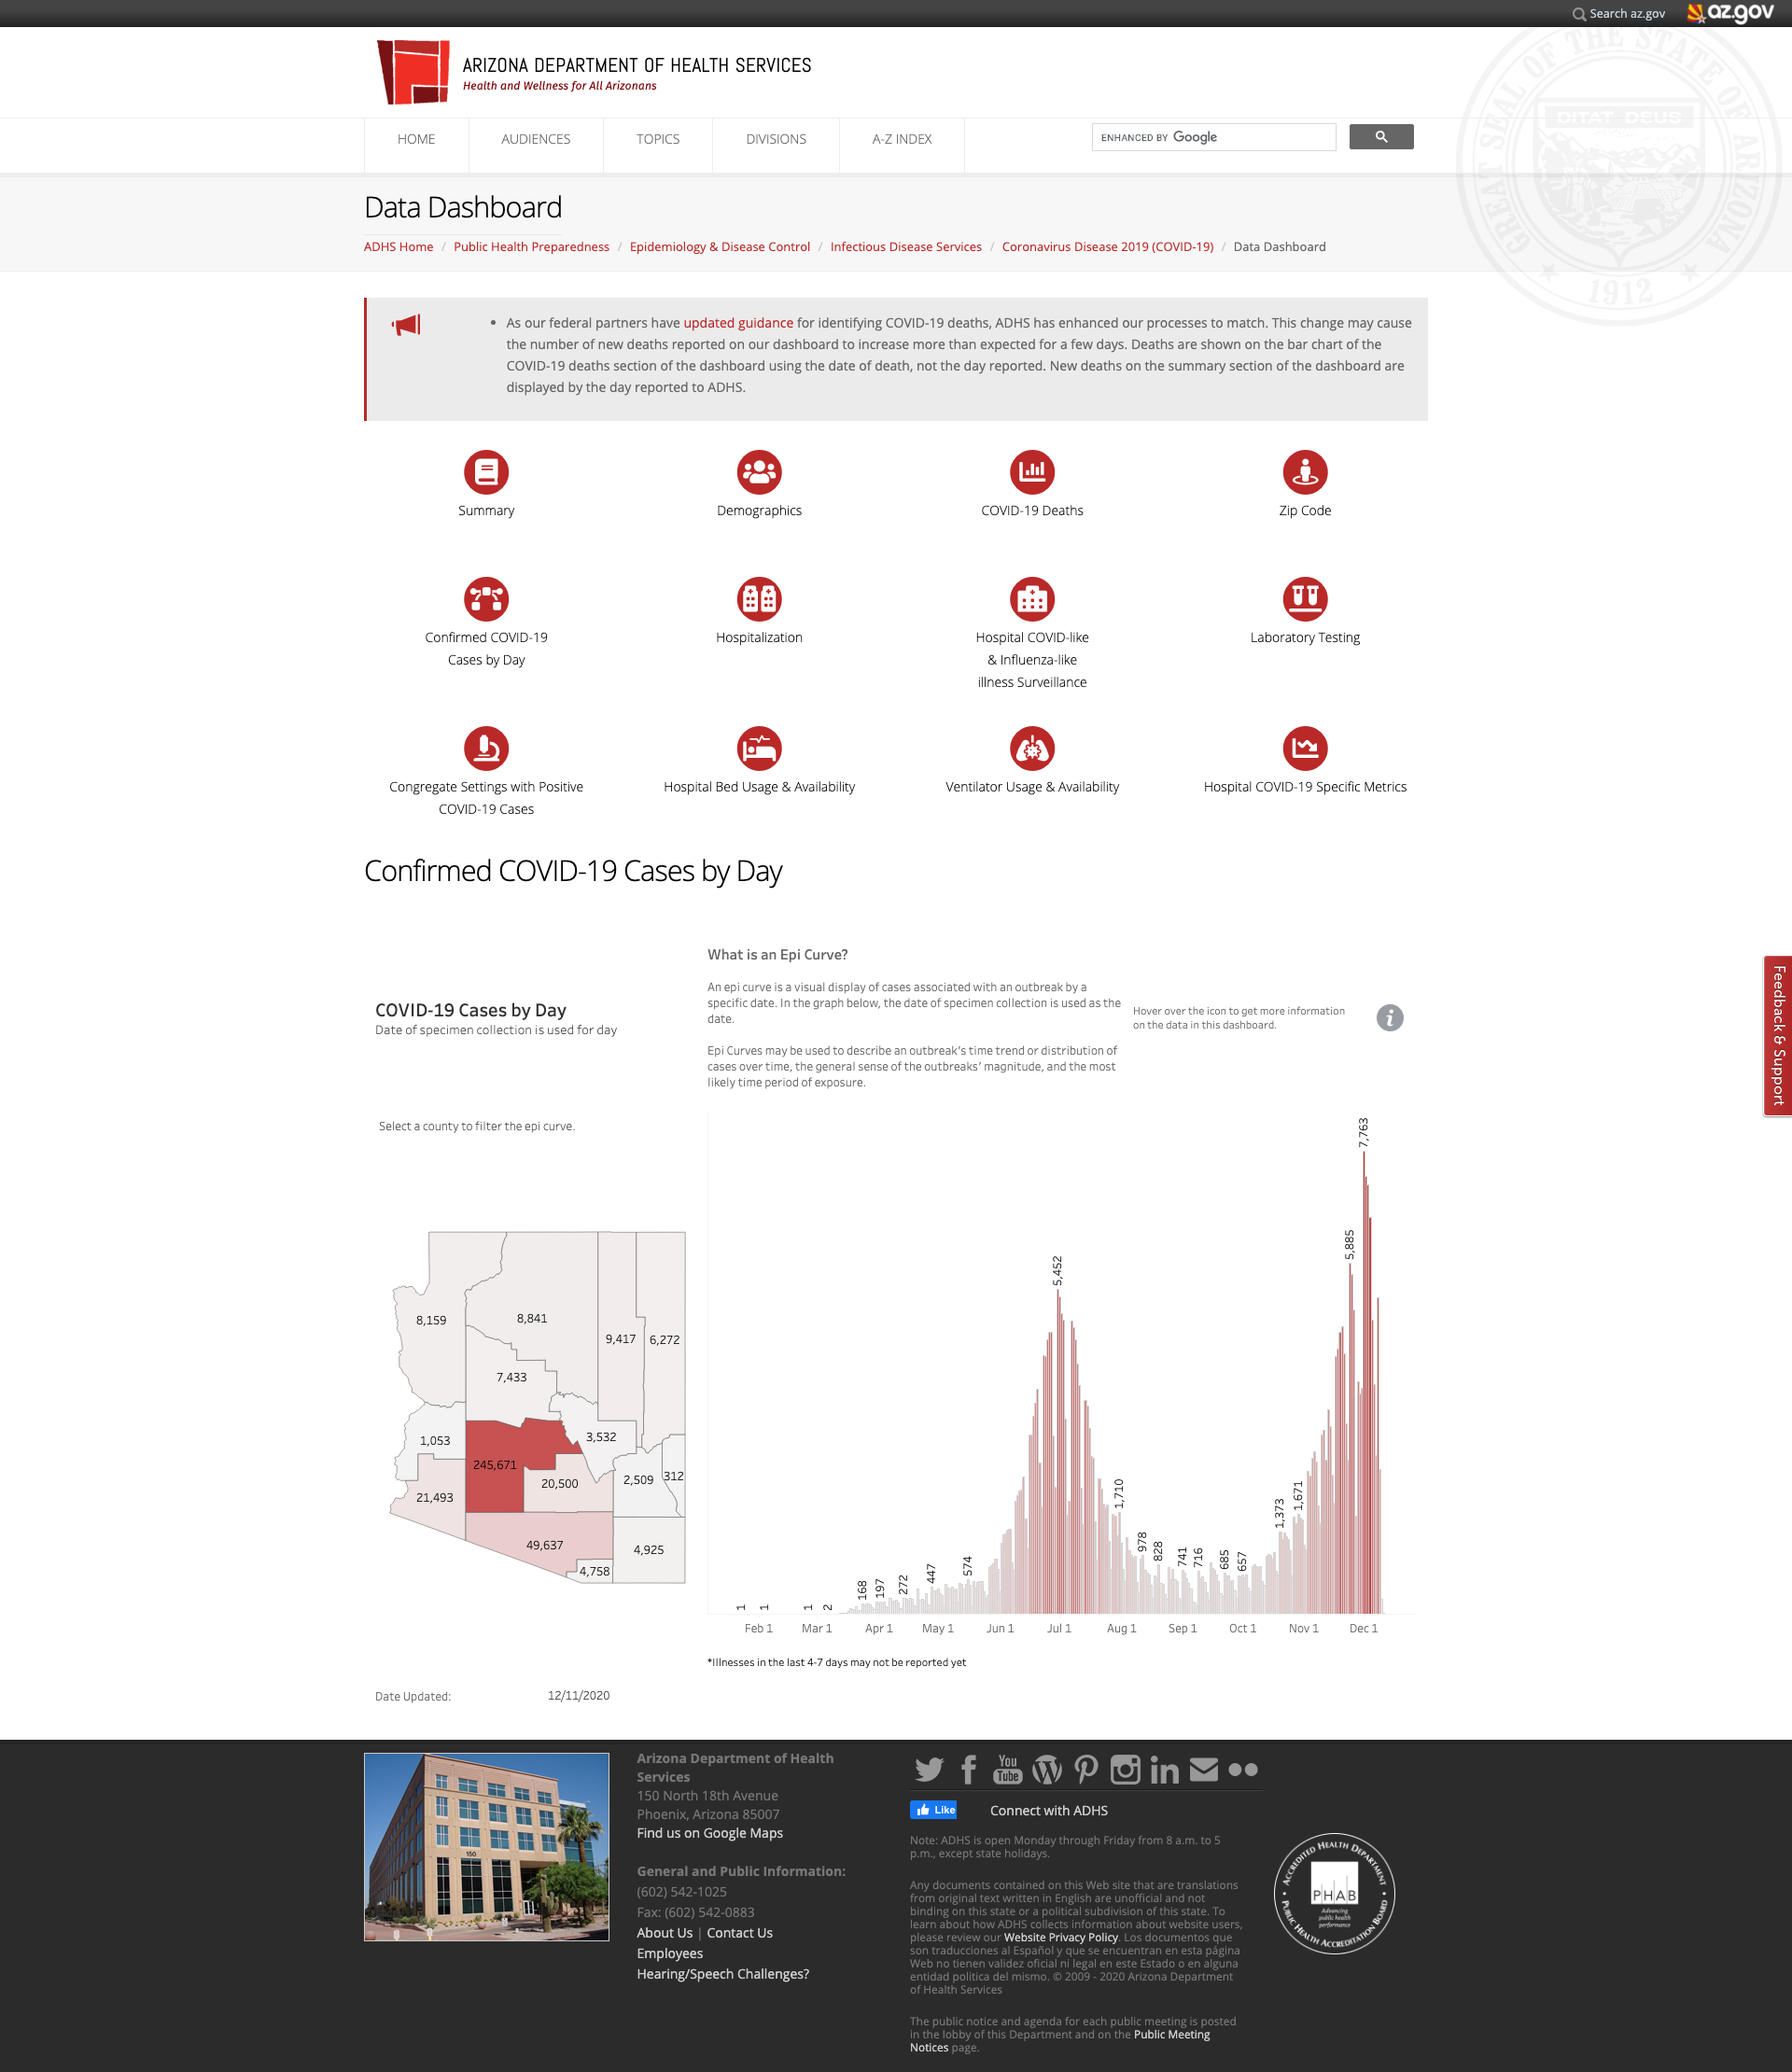 Search az.gov
az.gov
GREAT SEAL OF THE STATE OF ARIZONA
DITAT DEUS
1912
ARIZONA DEPARTMENT OF HEALTH SERVICES
Health and Wellness for All Arizonans
HOME
AUDIENCES
TOPICS
DIVISIONS
A-Z INDEX
ENHANCED BY Google
Data Dashboard
ADHS Home / Public Health Preparedness / Epidemiology & Disease Control / Infectious Disease Services / Coronavirus Disease 2019 (COVID-19) / Data Dashboard
• As our federal partners have updated guidance for identifying COVID-19 deaths, ADHS has enhanced our processes to match. This change may cause
the number of new deaths reported on our dashboard to increase more than expected for a few days. Deaths are shown on the bar chart of the
COVID-19 deaths section of the dashboard using the date of death, not the day reported. New deaths on the summary section of the dashboard are
displayed by the day reported to ADHS.
Summary
Demographics
COVID-19 Deaths
Zip Code
Confirmed COVID-19
Cases by Day
Hospitalization
Hospital COVID-like
& Influenza-like
illness Surveillance
Laboratory Testing
Congregate Settings with Positive
COVID-19 Cases
Hospital Bed Usage & Availability
Ventilator Usage & Availability
Hospital COVID-19 Specific Metrics
Confirmed COVID-19 Cases by Day
COVID-19 Cases by Day
Date of specimen collection is used for day
What is an Epi Curve?
An epi curve is a visual display of cases associated with an outbreak by a
specific date. In the graph below, the date of specimen collection is used as the
date.
Epi Curves may be used to describe an outbreak's time trend or distribution of
cases over time, the general sense of the outbreaks' magnitude, and the most
likely time period of exposure.
Hover over the icon to get more information
on the data in this dashboard.
i
Feedback & Support
Select a county to filter the epi curve.
8,159
8,841
9,417
6,272
7,433
1,053
3,532
245,671
20,500
2,509
312
21,493
49,637
4,925
4,758
1
1
1
2
168
197
272
447
574
5,452
1,710
978
828
741
716
685
657
1,373
1,671
5,885
7,763
Feb 1
Mar 1
Apr 1
May 1
Jun 1
Jul 1
Aug 1
Sep 1
Oct 1
Nov 1
Dec 1
*Illnesses in the last 4-7 days may not be reported yet
Date Updated:
12/11/2020
150
Arizona Department of Health
Services
150 North 18th Avenue
Phoenix, Arizona 85007
Find us on Google Maps
General and Public Information:
(602) 542-1025
Fax: (602) 542-0883
About Us | Contact Us
Employees
Hearing/Speech Challenges?
You
Tube
in
Like
Connect with ADHS
Note: ADHS is open Monday through Friday from 8 a.m. to 5
p.m., except state holidays.
Any documents contained on this Web site that are translations
from original text written in English are unofficial and not
binding on this state or a political subdivision of this state. To
learn about how ADHS collects information about website users,
please review our Website Privacy Policy. Los documentos que
son traducciones al Español y que se encuentran en esta página
Web no tienen validez oficial ni legal en este Estado o en alguna
entidad politica del mismo. © 2009 - 2020 Arizona Department
of Health Services
The public notice and agenda for each public meeting is posted
in the lobby of this Department and on the Public Meeting
Notices page.
ACCREDITED HEALTH DEPARTMENT
PHAB
Advancing
public health
performance
PUBLIC HEALTH ACCREDITATION BOARD